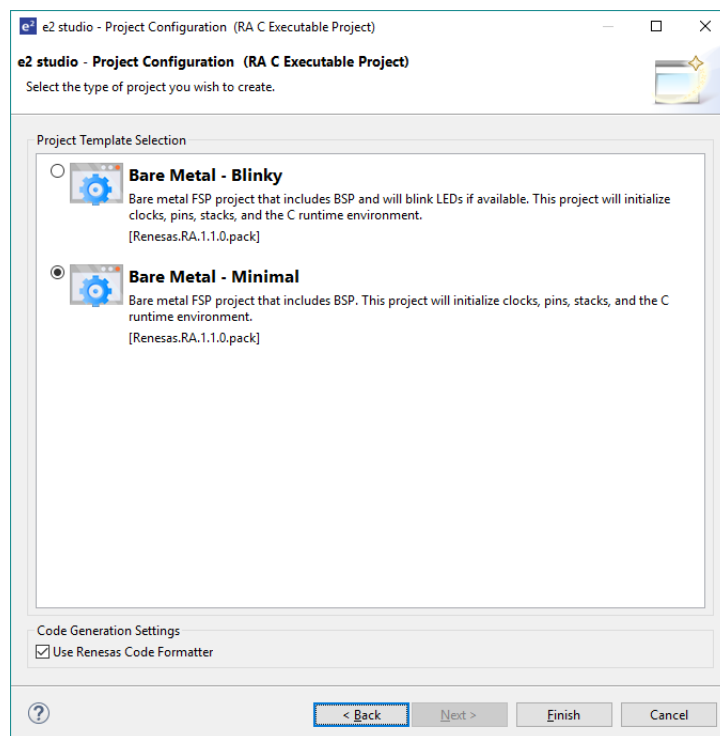 e2 e2 studio - Project Configuration (RA C Executable Project)
e2 studio - Project Configuration (RA C Executable Project)
Select the type of project you wish to create.
Project Template Selection
Bare Metal - Blinky
Bare metal FSP project that includes BSP and will blink LEDs if available. This project will initialize
clocks, pins, stacks, and the C runtime environment.
[Renesas.RA.1.1.0.pack]
Bare Metal - Minimal
Bare metal FSP project that includes BSP. This project will initialize clocks, pins, stacks, and the C
runtime environment.
[Renesas.RA.1.1.0.pack]
Code Generation Settings
Use Renesas Code Formatter
? < Back Next > Finish Cancel